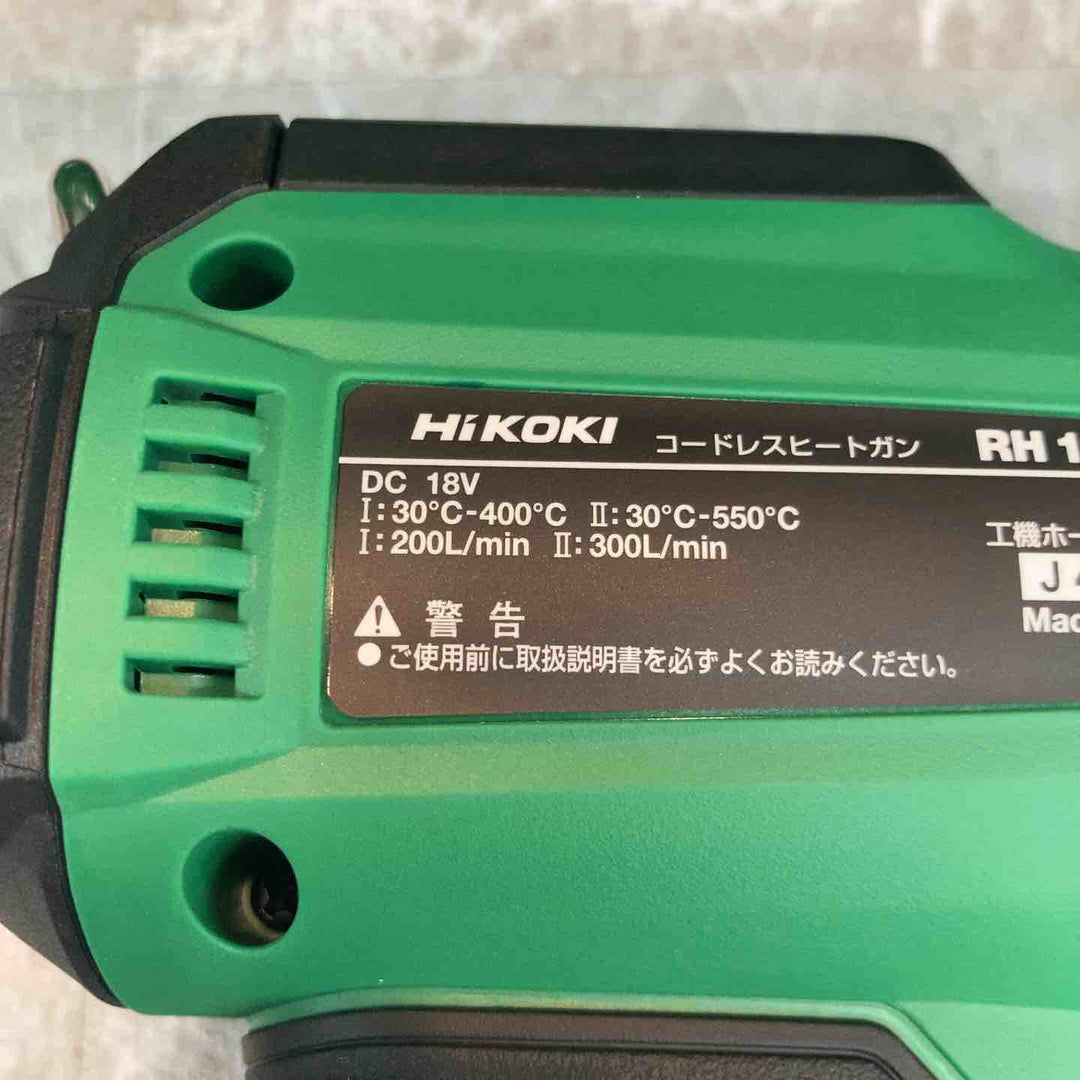 HiKOKI コードレスヒートガン RH 1
DC 18V
Ⅰ:30°C-400°C Ⅱ:30°C-550°C
Ⅰ:200L/min Ⅱ:300L/min
工機ホー
J
警告
●ご使用前に取扱説明書を必ずよくお読みください。